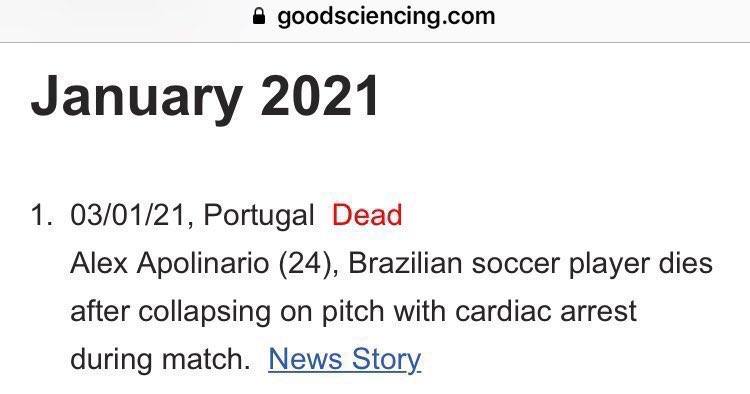 goodsciencing.com
January 2021
1. 03/01/21, Portugal Dead
Alex Apolinario (24), Brazilian soccer player dies
after collapsing on pitch with cardiac arrest
during match. News Story